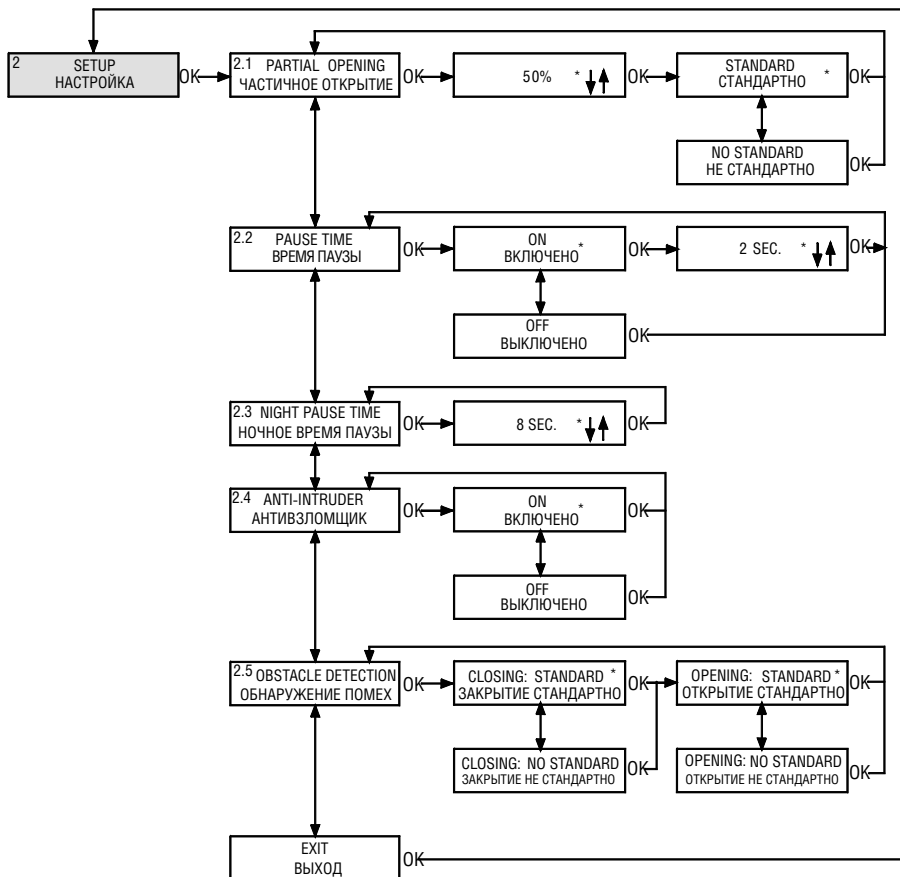 2 SETUP
НАСТРОЙКА
OK
2.1 PARTIAL OPENING
ЧАСТИЧНОЕ ОТКРЫТИЕ
OK
50% *
OK
STANDARD
СТАНДАРТНО *
OK
NO STANDARD
НЕ СТАНДАРТНО
OK
2.2 PAUSE TIME
ВРЕМЯ ПАУЗЫ
OK
ON
ВКЛЮЧЕНО *
OK
2 SEC. *
OK
OFF
ВЫКЛЮЧЕНО
OK
2.3 NIGHT PAUSE TIME
НОЧНОЕ ВРЕМЯ ПАУЗЫ
OK
8 SEC. *
OK
2.4 ANTI-INTRUDER
АНТИВЗЛОМЩИК
OK
ON
ВКЛЮЧЕНО *
OK
OFF
ВЫКЛЮЧЕНО
OK
2.5 OBSTACLE DETECTION
ОБНАРУЖЕНИЕ ПОМЕХ
OK
CLOSING: STANDARD *
ЗАКРЫТИЕ СТАНДАРТНО
OK
OPENING: STANDARD *
ОТКРЫТИЕ СТАНДАРТНО
OK
CLOSING: NO STANDARD
ЗАКРЫТИЕ НЕ СТАНДАРТНО
OK
OPENING: NO STANDARD
ОТКРЫТИЕ НЕ СТАНДАРТНО
OK
EXIT
ВЫХОД
OK